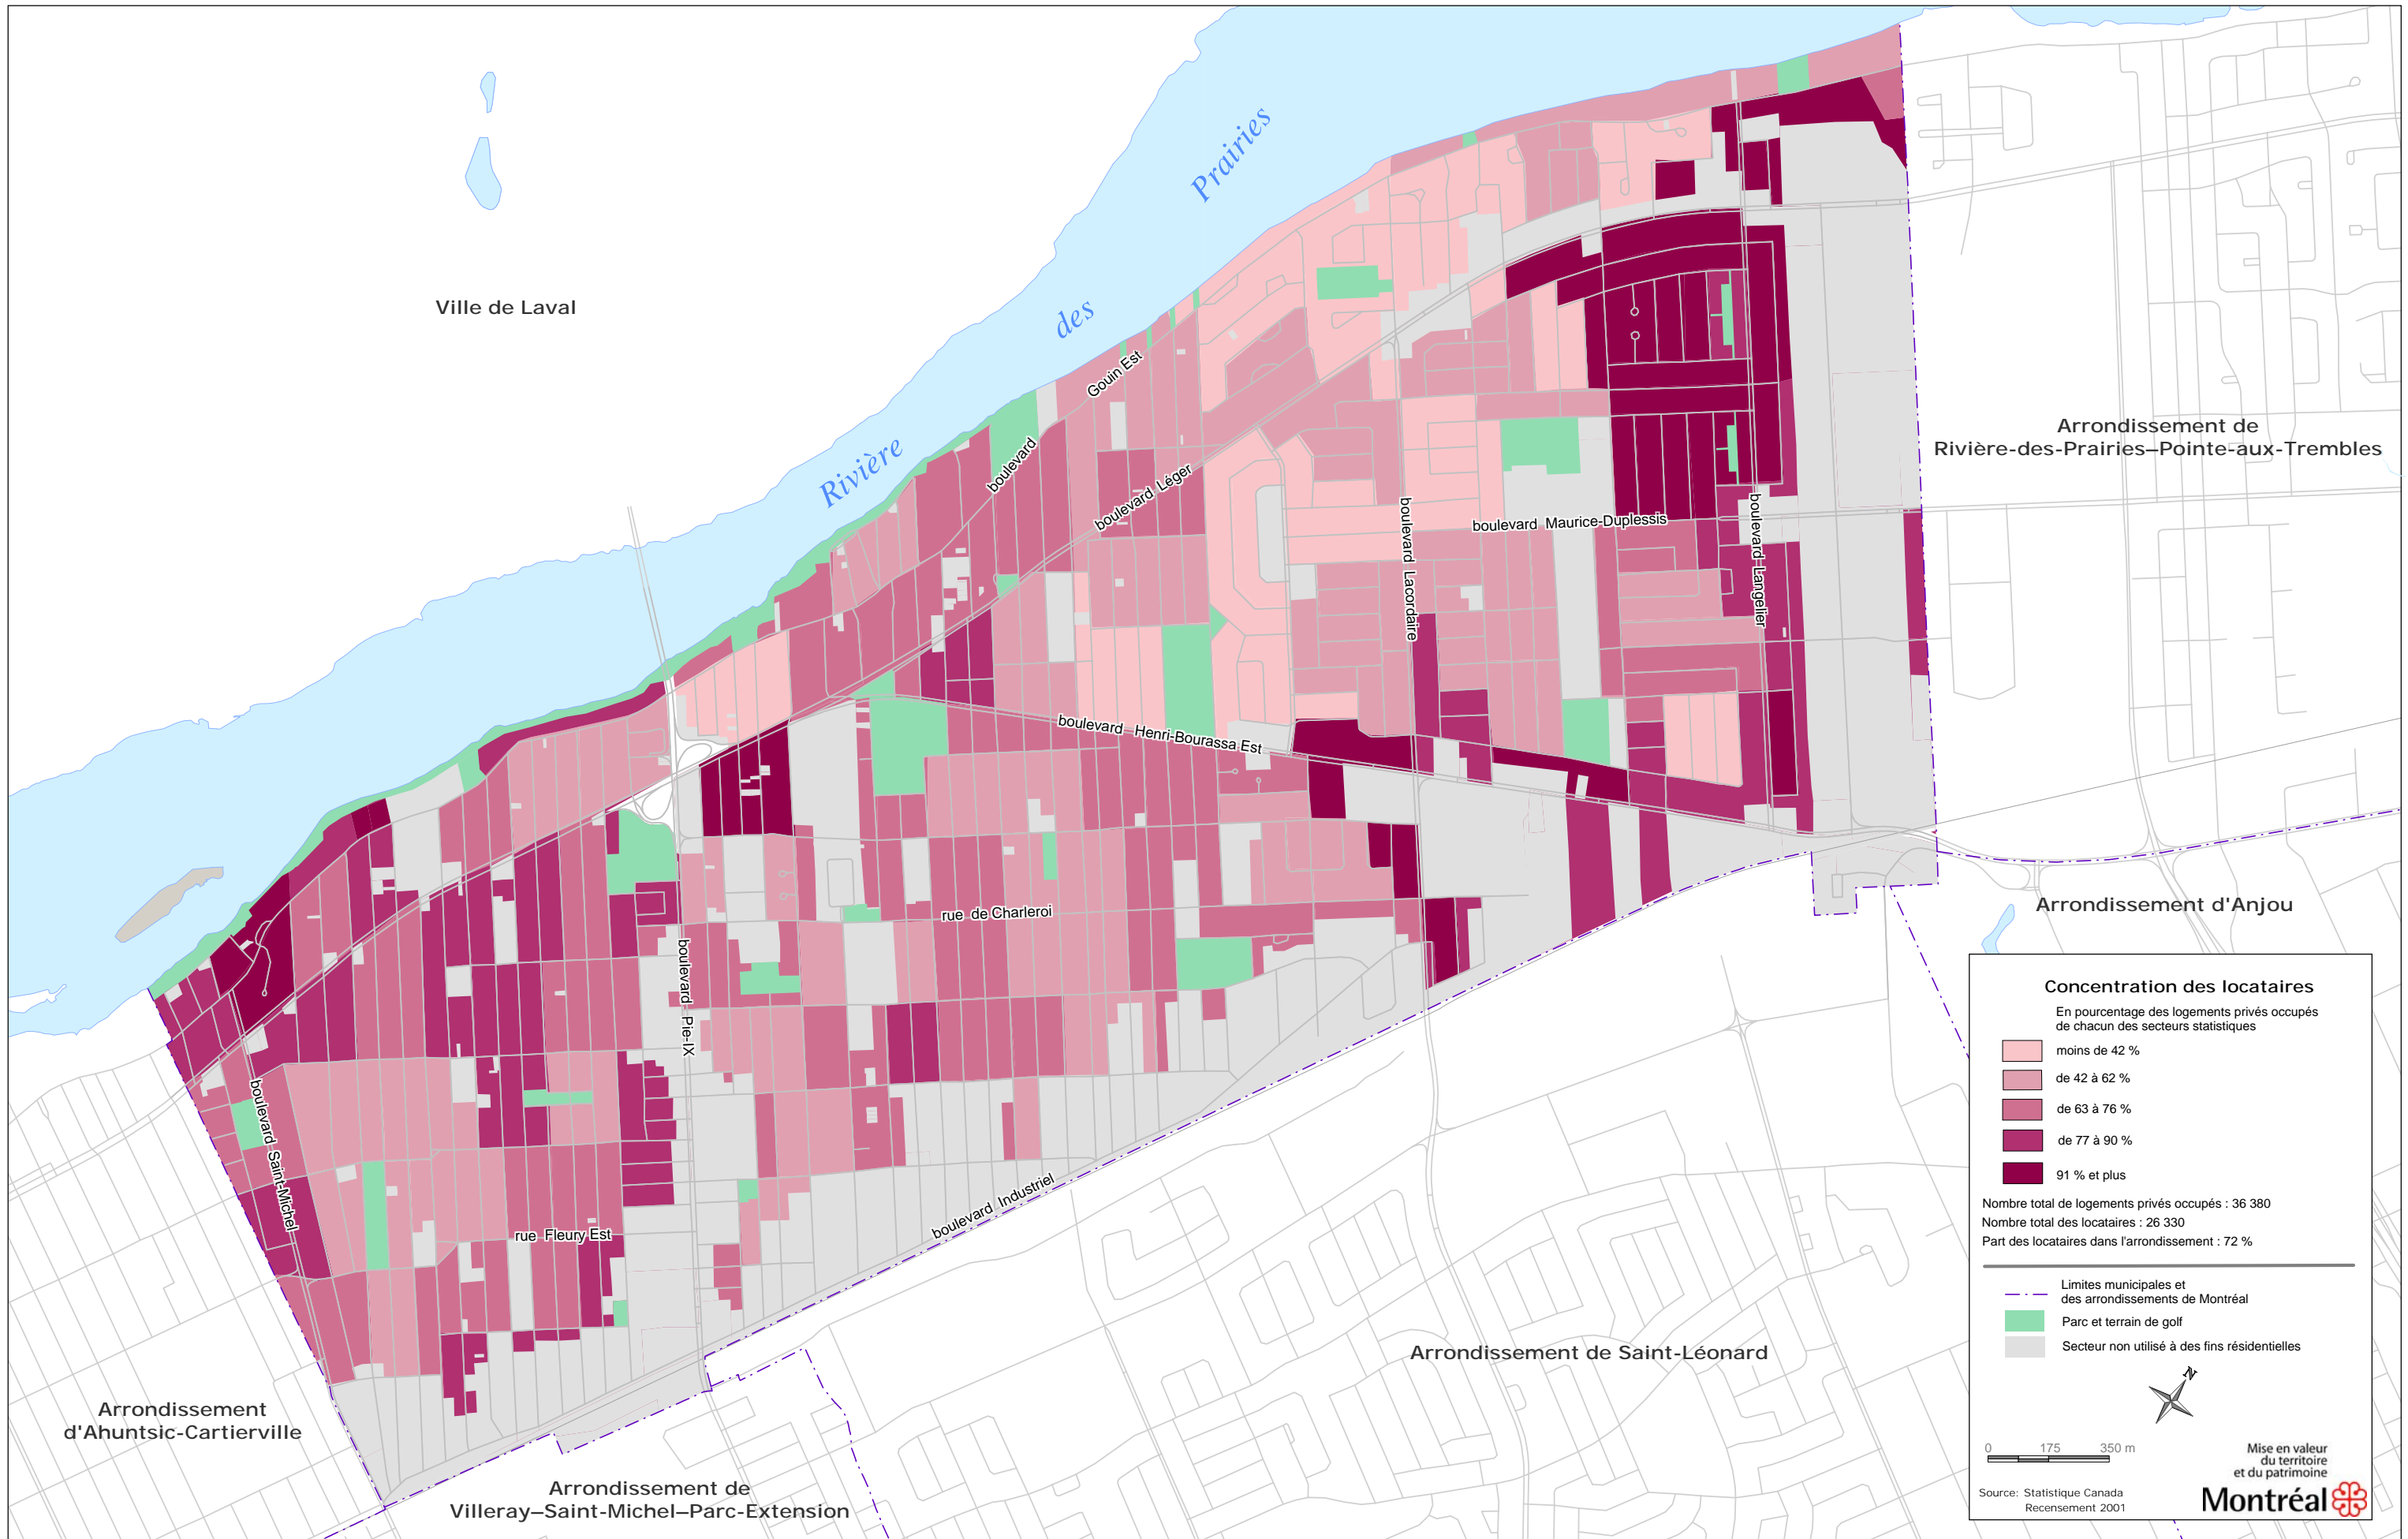 Ville de Laval
Rivière
des
Prairies
boulevard
Gouin Est
boulevard Léger
boulevard Maurice-Duplessis
boulevard Lacordaire
boulevard Langelier
boulevard Henri-Bourassa Est
rue de Charleroi
boulevard Pie-IX
boulevard Saint-Michel
rue Fleury Est
boulevard Industriel
Arrondissement de
Rivière-des-Prairies–Pointe-aux-Trembles
Arrondissement d'Anjou
Arrondissement de Saint-Léonard
Arrondissement
d'Ahuntsic-Cartierville
Arrondissement de
Villeray–Saint-Michel–Parc-Extension
Concentration des locataires
En pourcentage des logements privés occupés
de chacun des secteurs statistiques
moins de 42 %
de 42 à 62 %
de 63 à 76 %
de 77 à 90 %
91 % et plus
Nombre total de logements privés occupés : 36 380
Nombre total des locataires : 26 330
Part des locataires dans l'arrondissement : 72 %
Limites municipales et
des arrondissements de Montréal
Parc et terrain de golf
Secteur non utilisé à des fins résidentielles
N
0 175 350 m
Mise en valeur
du territoire
et du patrimoine
Source: Statistique Canada
Recensement 2001
Montréal